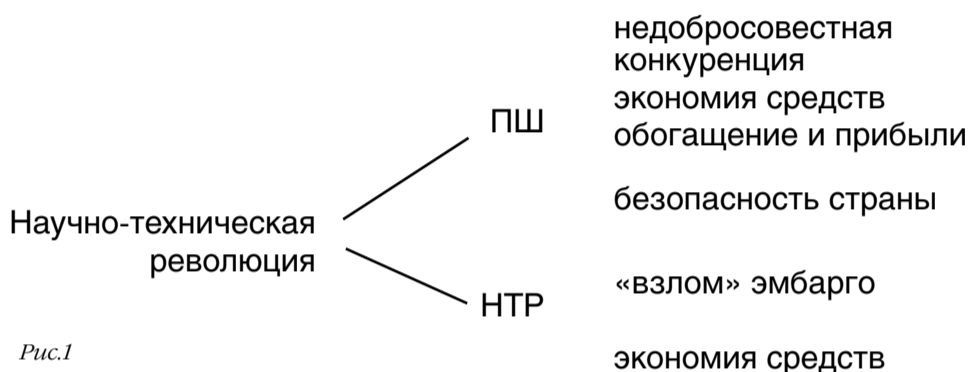 недобросовестная
конкуренция
экономия средств
ПШ
обогащение и прибыли
безопасность страны
Научно-техническая
революция
«взлом» эмбарго
НТР
экономия средств
Рис.1